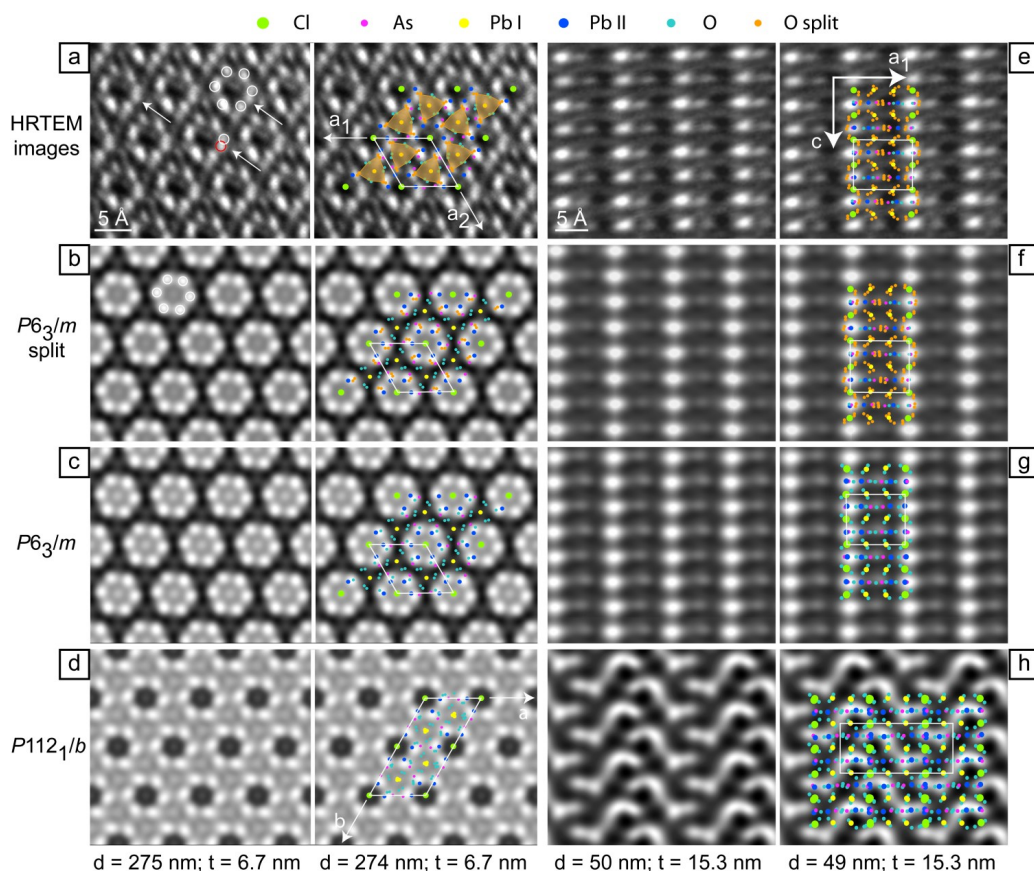 Cl As Pb I Pb II O O split
a
e
HRTEM
images
a1
a2
5 Å
5 Å
a1
c
b
f
P63/m
split
c
g
P63/m
d
h
P1121/b
a
b
d = 275 nm; t = 6.7 nm d = 274 nm; t = 6.7 nm d = 50 nm; t = 15.3 nm d = 49 nm; t = 15.3 nm